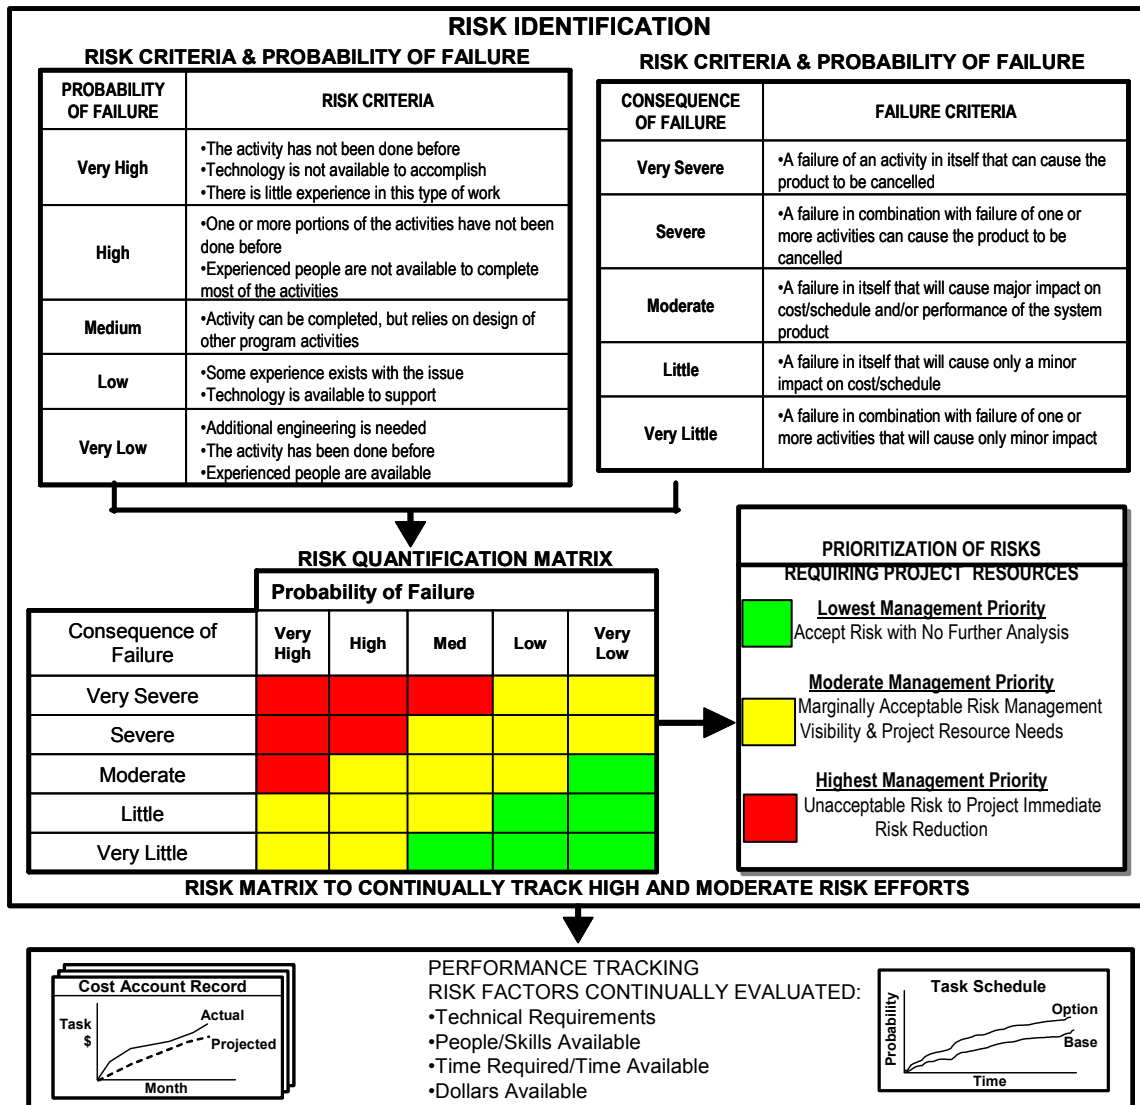 RISK IDENTIFICATION
RISK CRITERIA & PROBABILITY OF FAILURE
PROBABILITY
OF FAILURE
RISK CRITERIA
Very High
•The activity has not been done before
•Technology is not available to accomplish
•There is little experience in this type of work
High
•One or more portions of the activities have not been
done before
•Experienced people are not available to complete
most of the activities
Medium
•Activity can be completed, but relies on design of
other program activities
Low
•Some experience exists with the issue
•Technology is available to support
Very Low
•Additional engineering is needed
•The activity has been done before
•Experienced people are available
RISK CRITERIA & PROBABILITY OF FAILURE
CONSEQUENCE
OF FAILURE
FAILURE CRITERIA
Very Severe
•A failure of an activity in itself that can cause the
product to be cancelled
Severe
•A failure in combination with failure of one or
more activities can cause the product to be
cancelled
Moderate
•A failure in itself that will cause major impact on
cost/schedule and/or performance of the system
product
Little
•A failure in itself that will cause only a minor
impact on cost/schedule
Very Little
•A failure in combination with failure of one or
more activities that will cause only minor impact
RISK QUANTIFICATION MATRIX
Probability of Failure
Consequence of
Failure
Very
High
High
Med
Low
Very
Low
Very Severe
Severe
Moderate
Little
Very Little
PRIORITIZATION OF RISKS
REQUIRING PROJECT RESOURCES
Lowest Management Priority
Accept Risk with No Further Analysis
Moderate Management Priority
Marginally Acceptable Risk Management
Visibility & Project Resource Needs
Highest Management Priority
Unacceptable Risk to Project Immediate
Risk Reduction
RISK MATRIX TO CONTINUALLY TRACK HIGH AND MODERATE RISK EFFORTS
Cost Account Record
Task
$
Actual
Projected
Month
PERFORMANCE TRACKING
RISK FACTORS CONTINUALLY EVALUATED:
•Technical Requirements
•People/Skills Available
•Time Required/Time Available
•Dollars Available
Task Schedule
Probability
Option
Base
Time